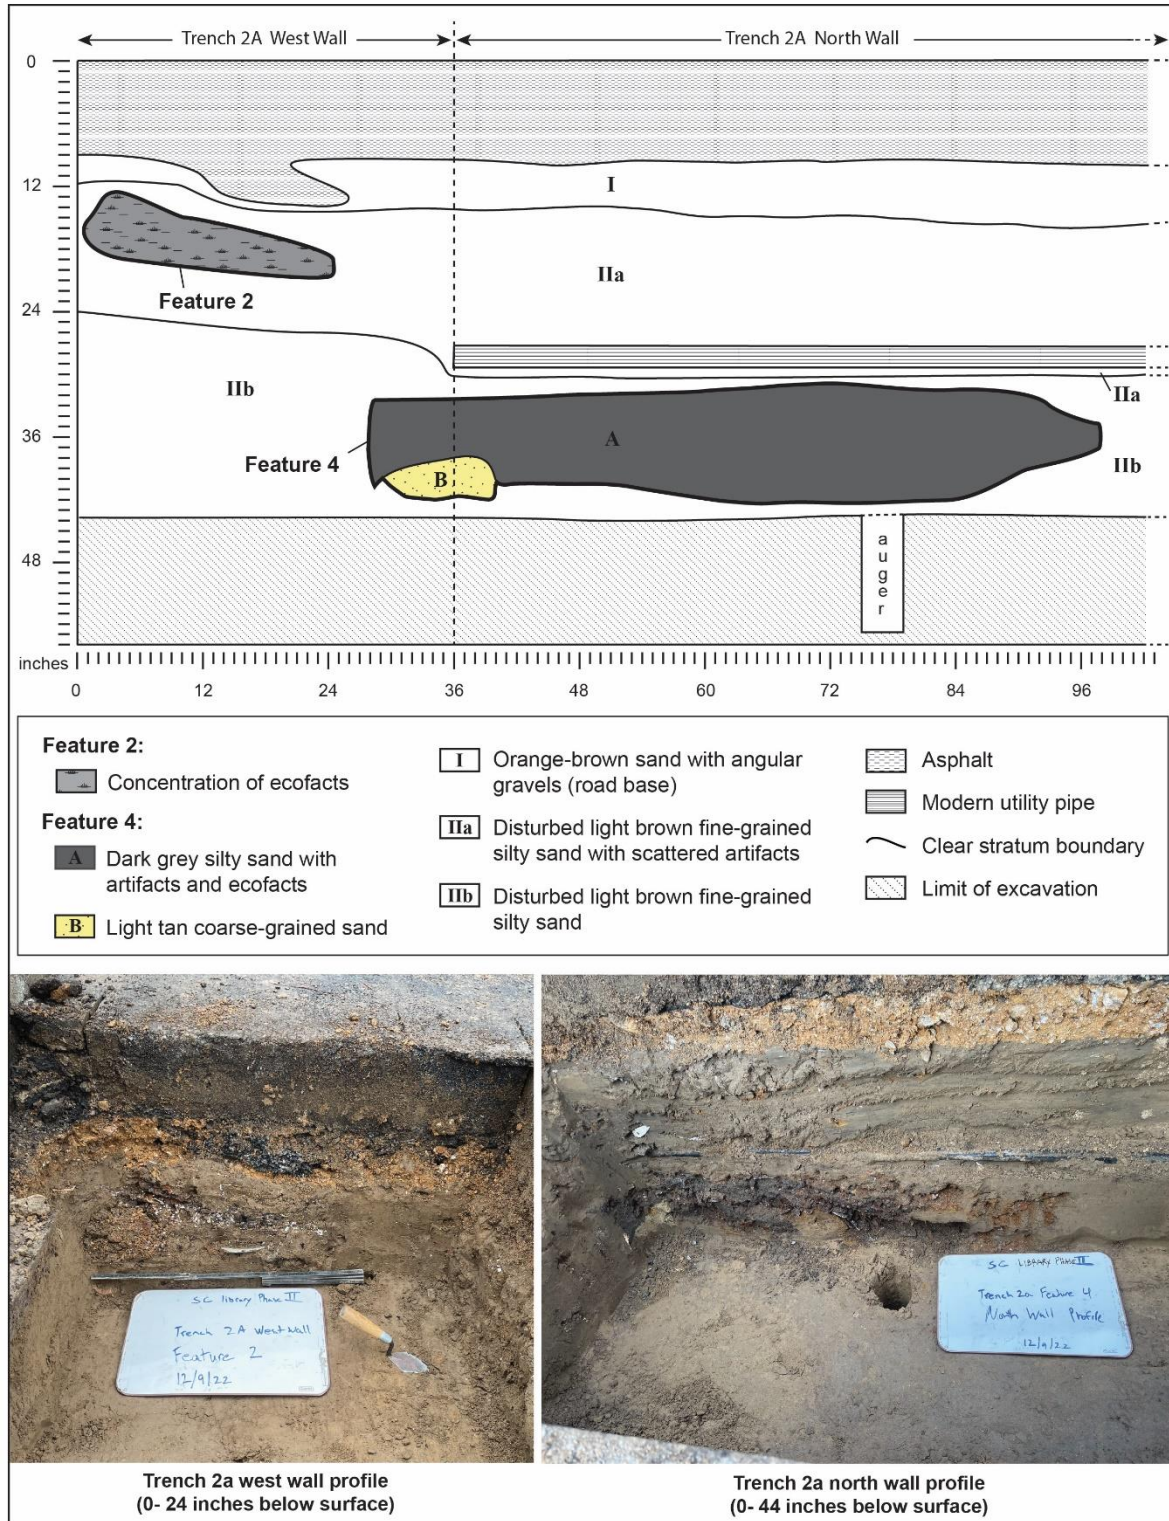 Trench 2A West Wall
Trench 2A North Wall
0
12
24
36
48
I
IIa
Feature 2
IIb
IIa
A
Feature 4
B
IIb
auger
inches
0 12 24 36 48 60 72 84 96
Feature 2:
Concentration of ecofacts
Feature 4:
A Dark grey silty sand with
artifacts and ecofacts
B Light tan coarse-grained sand
I Orange-brown sand with angular
gravels (road base)
IIa Disturbed light brown fine-grained
silty sand with scattered artifacts
IIb Disturbed light brown fine-grained
silty sand
Asphalt
Modern utility pipe
Clear stratum boundary
Limit of excavation
SC library Phase II
Trench 2A West Wall
Feature 2
12/9/22
SC LIBRARY PHASE II
Trench 2a Feature 4
North Wall Profile
12/9/22
Trench 2a west wall profile
(0- 24 inches below surface)
Trench 2a north wall profile
(0- 44 inches below surface)